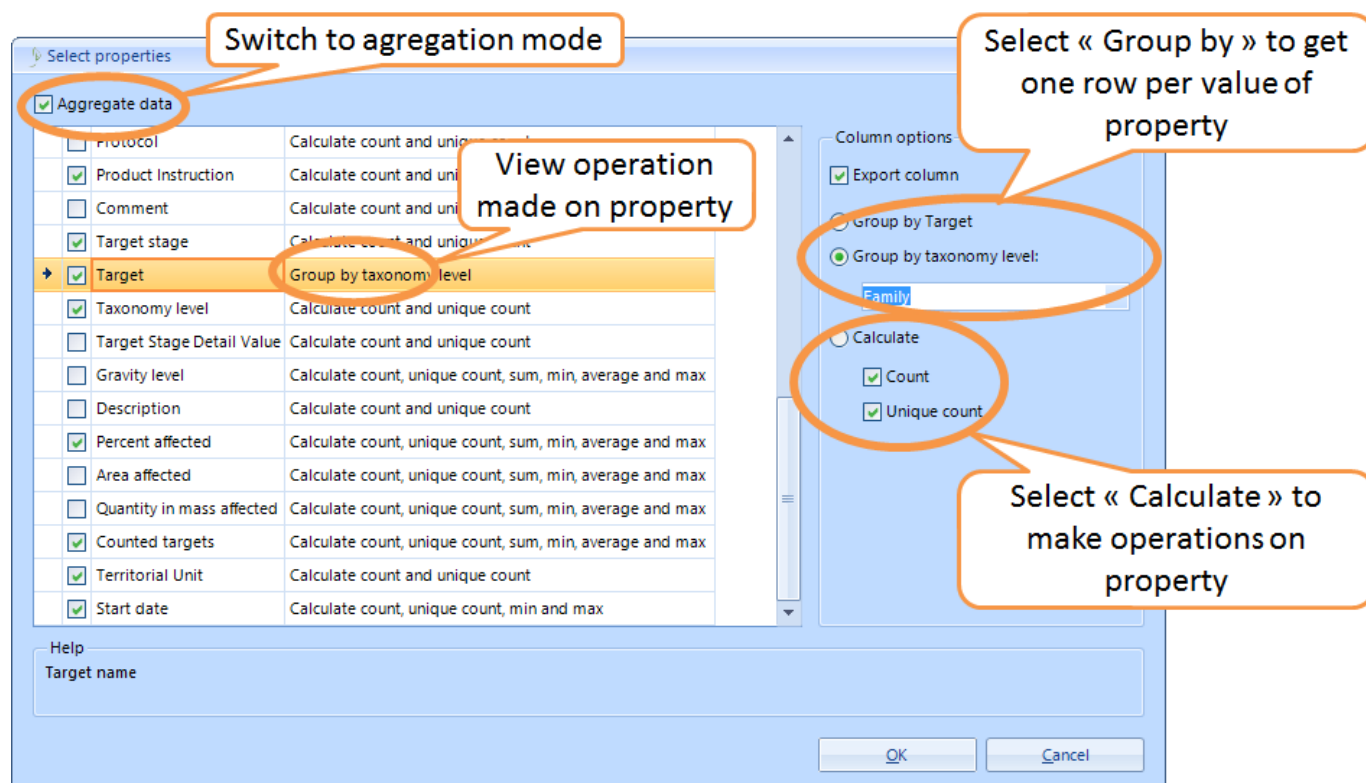 Switch to agregation mode
Select « Group by » to get
one row per value of
property
Select properties
Aggregate data
Protocol Calculate count and unique count
Product Instruction Calculate count and uni
View operation
made on property
Comment Calculate count and uni
Target stage Calculate count and unique count
Target Group by taxonomy level
Taxonomy level Calculate count and unique count
Target Stage Detail Value Calculate count and unique count
Gravity level Calculate count, unique count, sum, min, average and max
Description Calculate count and unique count
Percent affected Calculate count, unique count, sum, min, average and max
Area affected Calculate count, unique count, sum, min, average and max
Quantity in mass affected Calculate count, unique count, sum, min, average and max
Counted targets Calculate count, unique count, sum, min, average and max
Territorial Unit Calculate count and unique count
Start date Calculate count, unique count, min and max
Column options
Export column
Group by Target
Group by taxonomy level:
Family
Calculate
Count
Unique count
Select « Calculate » to
make operations on
property
Help
Target name
OK Cancel